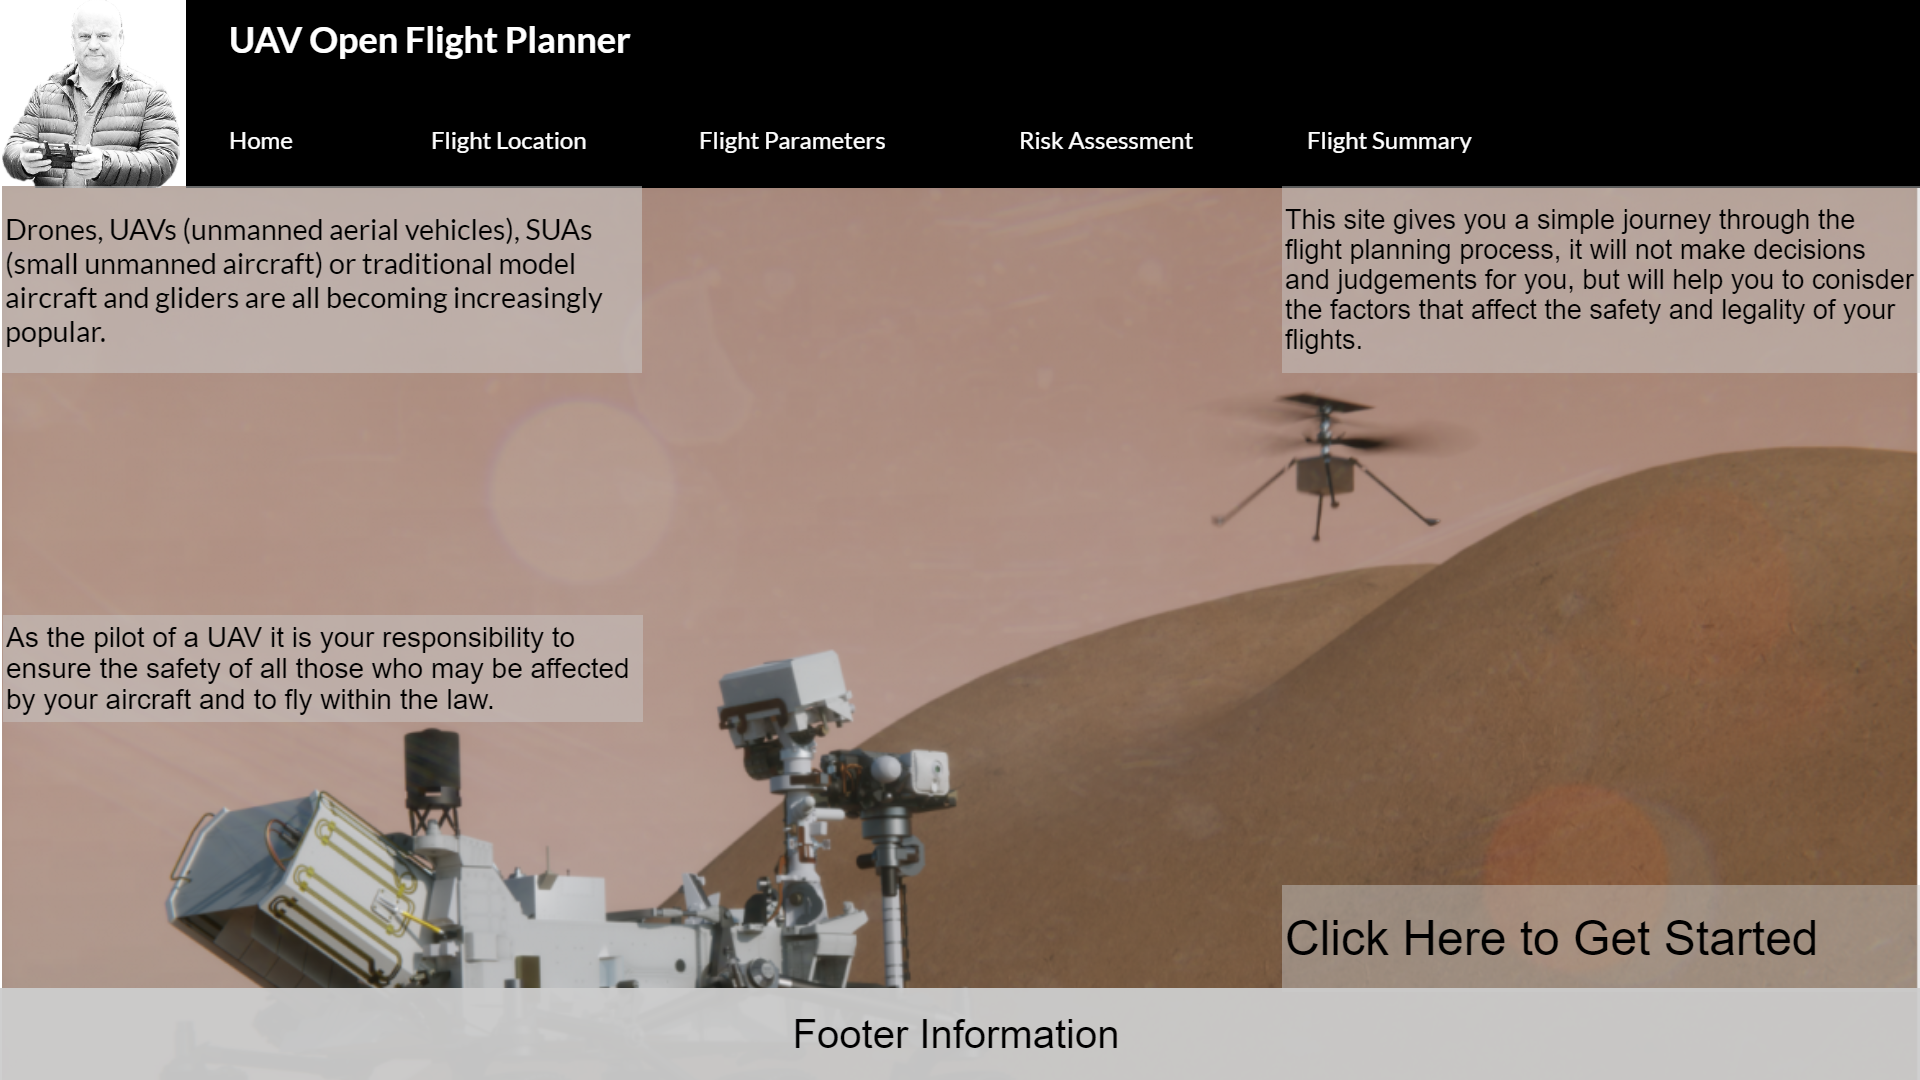 UAV Open Flight Planner
Home
Flight Location
Flight Parameters
Risk Assessment
Flight Summary
Drones, UAVs (unmanned aerial vehicles), SUAs
(small unmanned aircraft) or traditional model
aircraft and gliders are all becoming increasingly
popular.
This site gives you a simple journey through the
flight planning process, it will not make decisions
and judgements for you, but will help you to conisder
the factors that affect the safety and legality of your
flights.
As the pilot of a UAV it is your responsibility to
ensure the safety of all those who may be affected
by your aircraft and to fly within the law.
Click Here to Get Started
Footer Information